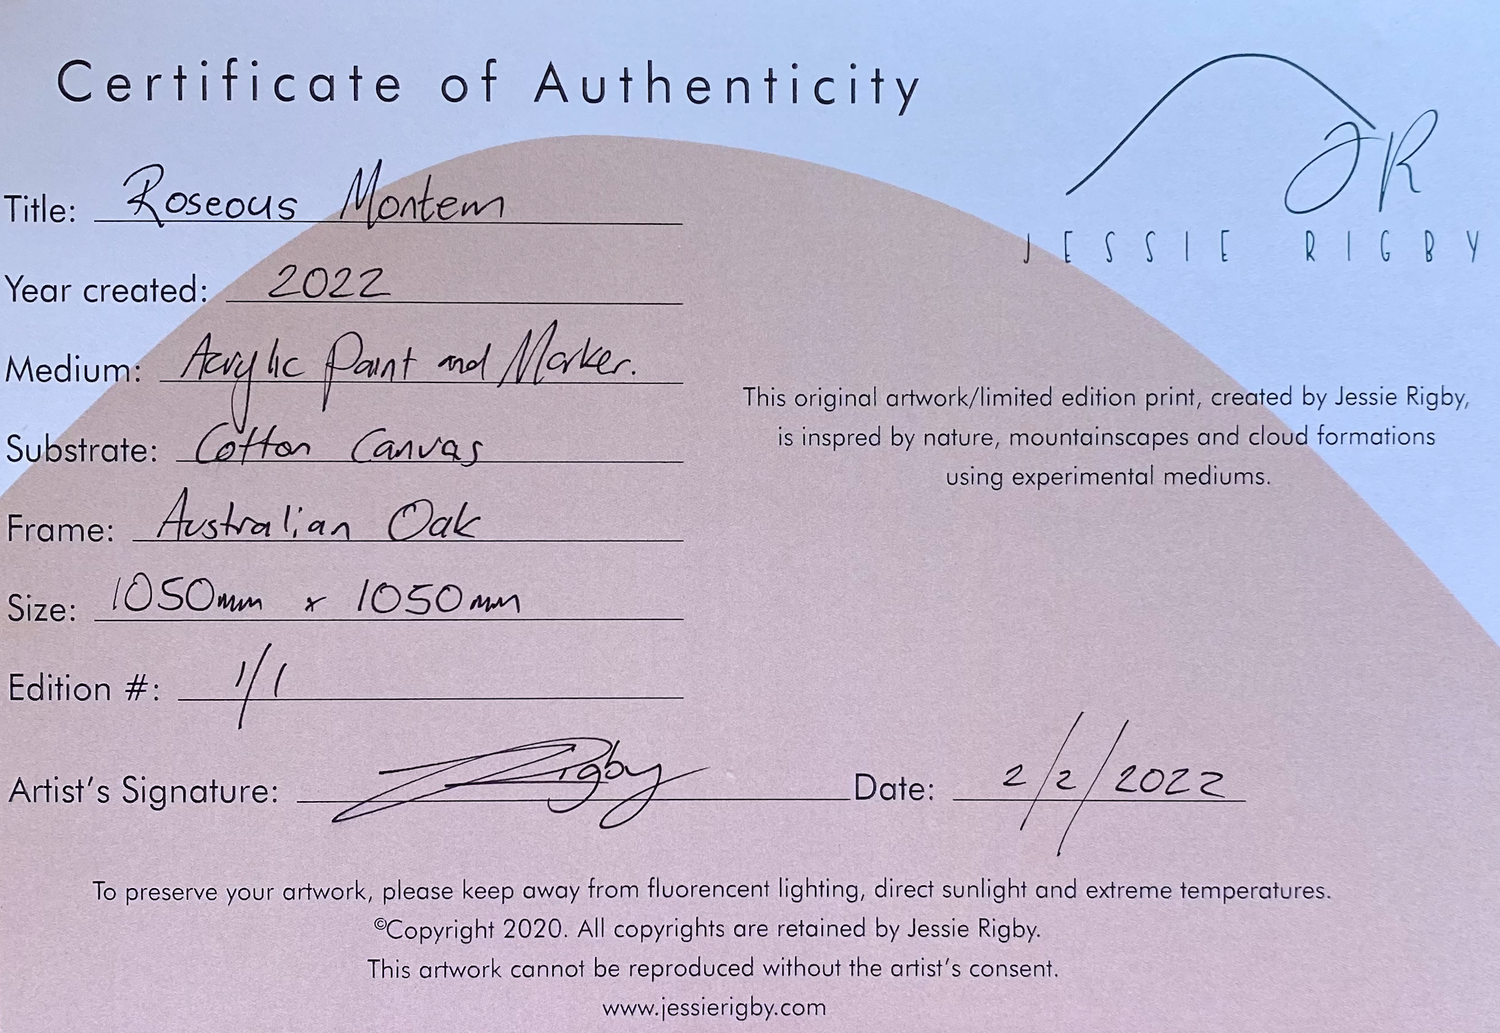 Certificate of Authenticity
JR
JESSIE RIGBY
Title: Roseous Montem
Year created: 2022
Medium: Acrylic Paint and Marker.
Substrate: Cotton Canvas
Frame: Australian Oak
Size: 1050mm x 1050mm
Edition #: 1/1
This original artwork/limited edition print, created by Jessie Rigby,
is inspred by nature, mountainscapes and cloud formations
using experimental mediums.
Artist's Signature: JRigby
Date: 2/2/2022
To preserve your artwork, please keep away from fluorencent lighting, direct sunlight and extreme temperatures.
©Copyright 2020. All copyrights are retained by Jessie Rigby.
This artwork cannot be reproduced without the artist's consent.
www.jessierigby.com